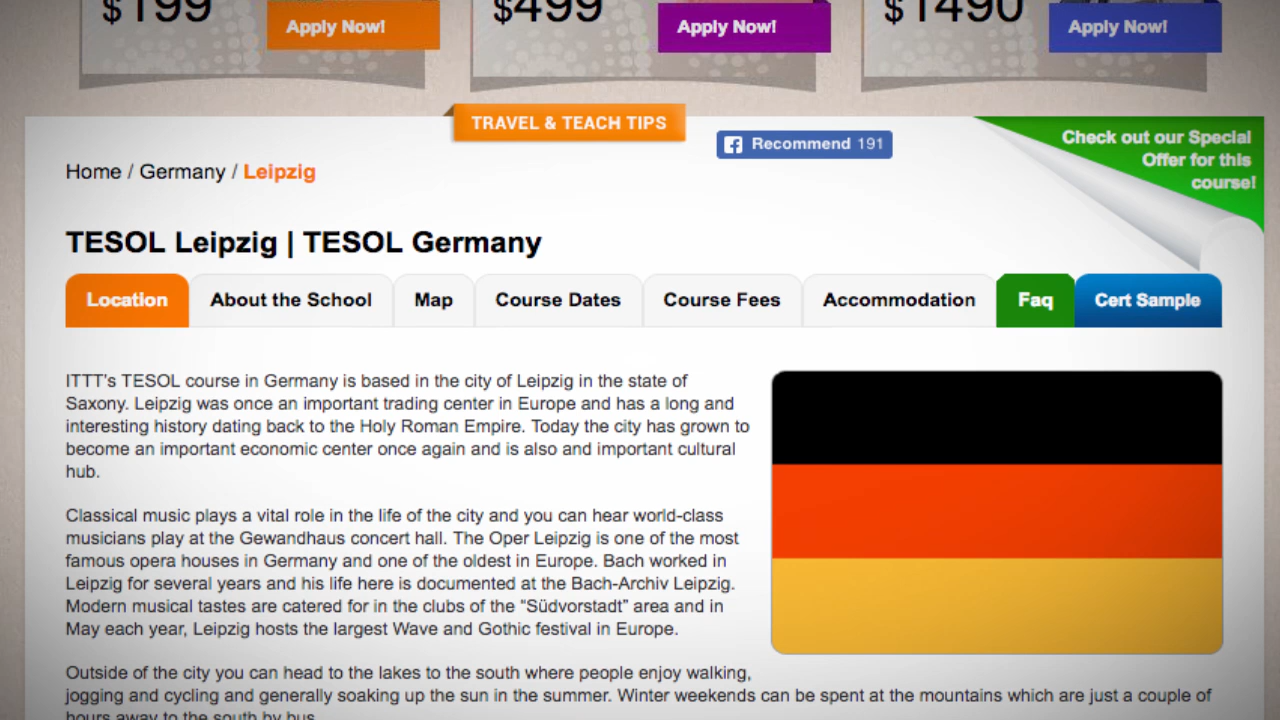 $199
$499
$1490
Apply Now!
Apply Now!
Apply Now!
TRAVEL & TEACH TIPS
Recommend 191
Check out our Special
Offer for this
course!
Home / Germany / Leipzig
TESOL Leipzig | TESOL Germany
Location
About the School
Map
Course Dates
Course Fees
Accommodation
Faq
Cert Sample
ITTT's TESOL course in Germany is based in the city of Leipzig in the state of
Saxony. Leipzig was once an important trading center in Europe and has a long and
interesting history dating back to the Holy Roman Empire. Today the city has grown to
become an important economic center once again and is also and important cultural
hub.
Classical music plays a vital role in the life of the city and you can hear world-class
musicians play at the Gewandhaus concert hall. The Oper Leipzig is one of the most
famous opera houses in Germany and one of the oldest in Europe. Bach worked in
Leipzig for several years and his life here is documented at the Bach-Archiv Leipzig.
Modern musical tastes are catered for in the clubs of the "Südvorstadt" area and in
May each year, Leipzig hosts the largest Wave and Gothic festival in Europe.
Outside of the city you can head to the lakes to the south where people enjoy walking,
jogging and cycling and generally soaking up the sun in the summer. Winter weekends can be spent at the mountains which are just a couple of
hours away to the south by bus.